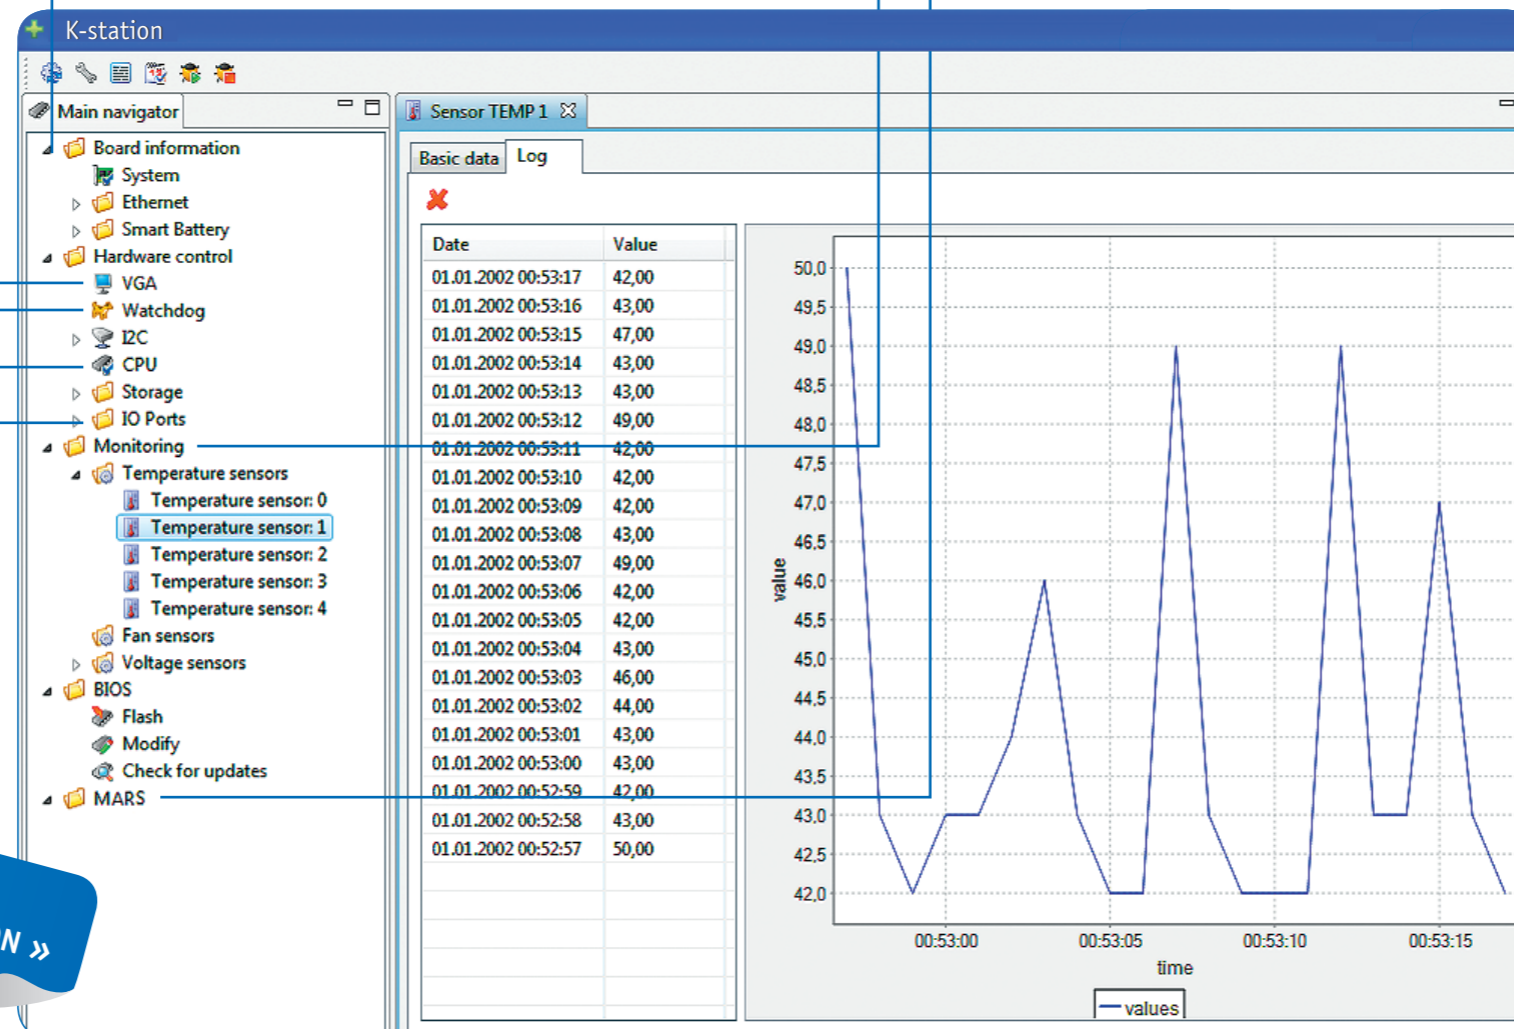 K-station
Main navigator
Board information
System
Ethernet
Smart Battery
Hardware control
VGA
Watchdog
I2C
CPU
Storage
IO Ports
Monitoring
Temperature sensors
Temperature sensor: 0
Temperature sensor: 1
Temperature sensor: 2
Temperature sensor: 3
Temperature sensor: 4
Fan sensors
Voltage sensors
BIOS
Flash
Modify
Check for updates
MARS
Sensor TEMP 1
Basic data Log
Date Value
01.01.2002 00:53:17 42,00
01.01.2002 00:53:16 43,00
01.01.2002 00:53:15 47,00
01.01.2002 00:53:14 43,00
01.01.2002 00:53:13 43,00
01.01.2002 00:53:12 49,00
01.01.2002 00:53:11 42,00
01.01.2002 00:53:10 42,00
01.01.2002 00:53:09 42,00
01.01.2002 00:53:08 43,00
01.01.2002 00:53:07 49,00
01.01.2002 00:53:06 42,00
01.01.2002 00:53:05 42,00
01.01.2002 00:53:04 43,00
01.01.2002 00:53:03 46,00
01.01.2002 00:53:02 44,00
01.01.2002 00:53:01 43,00
01.01.2002 00:53:00 43,00
01.01.2002 00:52:59 42,00
01.01.2002 00:52:58 43,00
01.01.2002 00:52:57 50,00
value
50,0
49,5
49,0
48,5
48,0
47,5
47,0
46,5
46,0
45,5
45,0
44,5
44,0
43,5
43,0
42,5
42,0
00:53:00 00:53:05 00:53:10 00:53:15
time
values